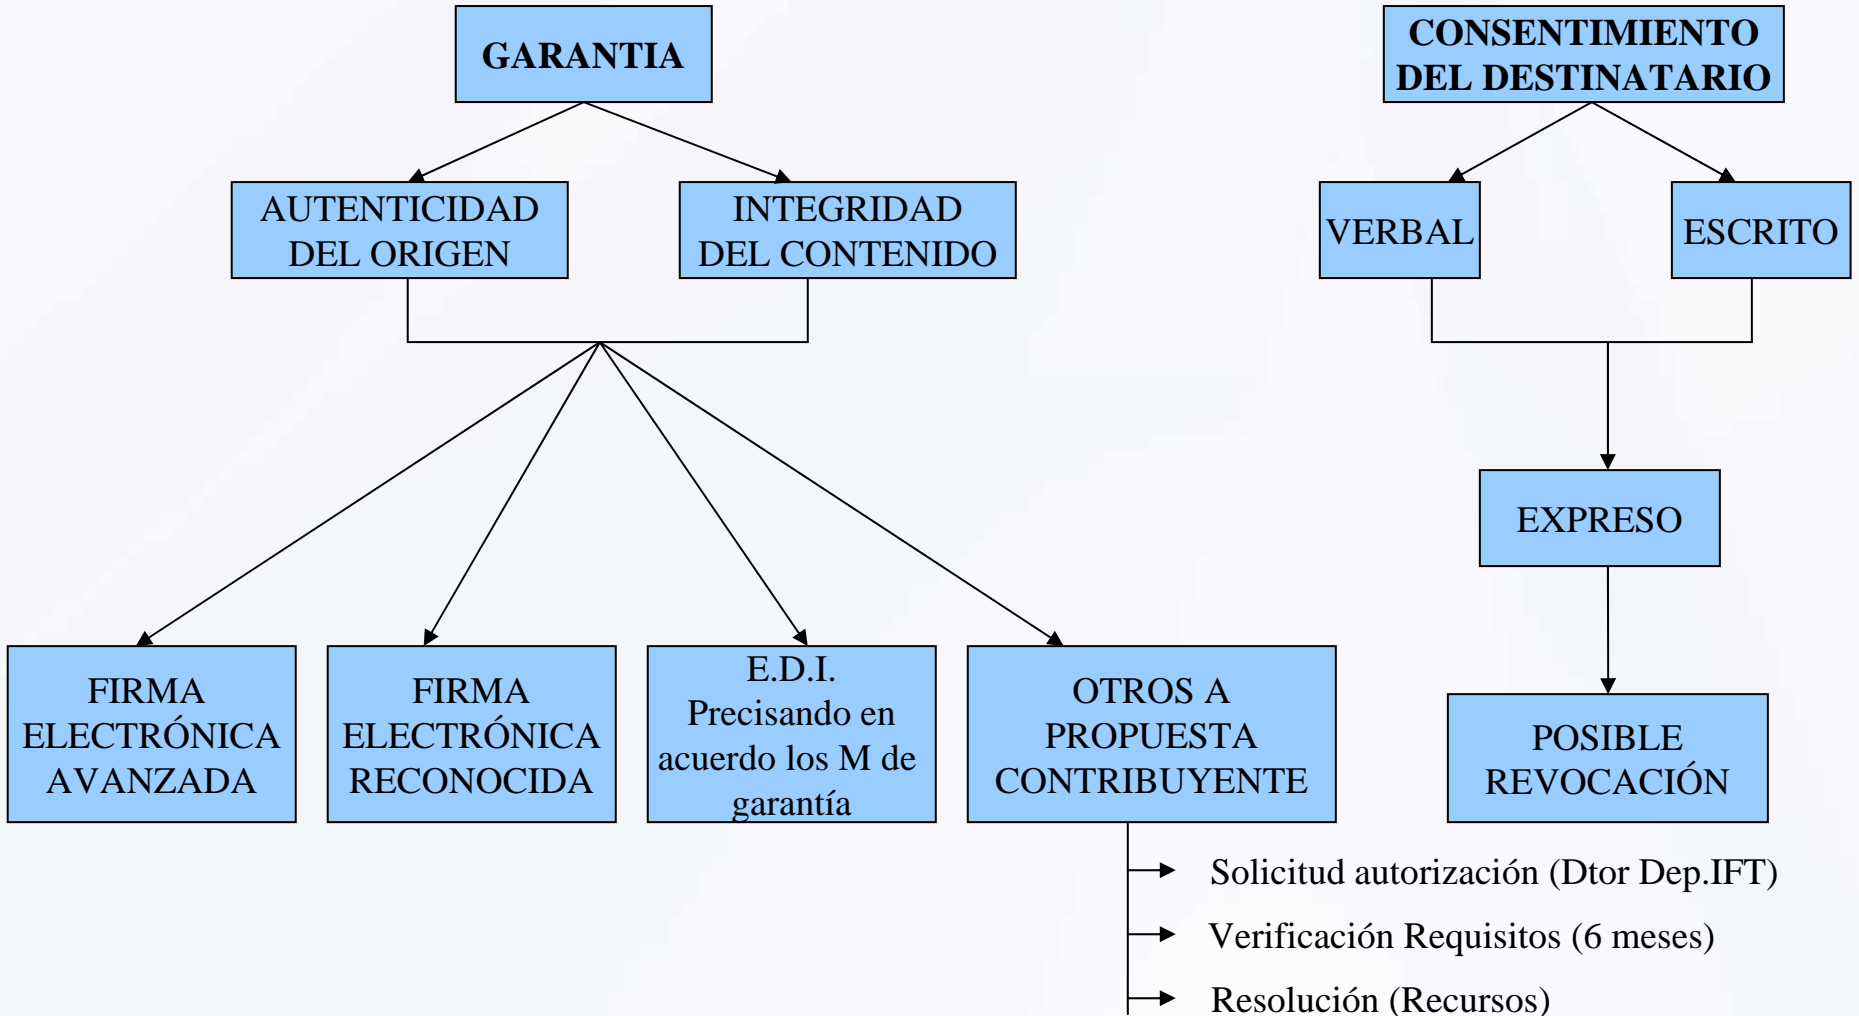 GARANTIA
CONSENTIMIENTO
DEL DESTINATARIO
AUTENTICIDAD
DEL ORIGEN
INTEGRIDAD
DEL CONTENIDO
VERBAL
ESCRITO
EXPRESO
FIRMA
ELECTRÓNICA
AVANZADA
FIRMA
ELECTRÓNICA
RECONOCIDA
E.D.I.
Precisando en
acuerdo los M de
garantía
OTROS A
PROPUESTA
CONTRIBUYENTE
POSIBLE
REVOCACIÓN
Solicitud autorización (Dtor Dep.IFT)
Verificación Requisitos (6 meses)
Resolución (Recursos)